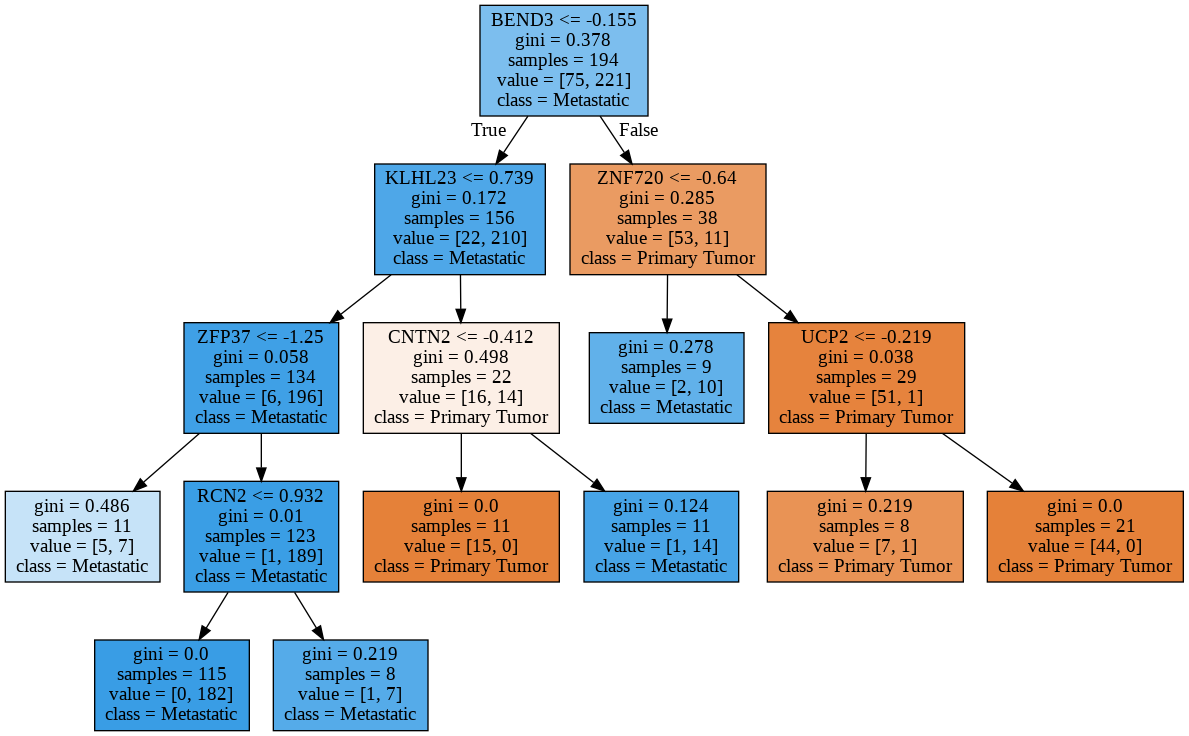 BEND3 <= -0.155
gini = 0.378
samples = 194
value = [75, 221]
class = Metastatic
True
False
KLHL23 <= 0.739
gini = 0.172
samples = 156
value = [22, 210]
class = Metastatic
ZNF720 <= -0.64
gini = 0.285
samples = 38
value = [53, 11]
class = Primary Tumor
ZFP37 <= -1.25
gini = 0.058
samples = 134
value = [6, 196]
class = Metastatic
CNTN2 <= -0.412
gini = 0.498
samples = 22
value = [16, 14]
class = Primary Tumor
gini = 0.278
samples = 9
value = [2, 10]
class = Metastatic
UCP2 <= -0.219
gini = 0.038
samples = 29
value = [51, 1]
class = Primary Tumor
gini = 0.486
samples = 11
value = [5, 7]
class = Metastatic
RCN2 <= 0.932
gini = 0.01
samples = 123
value = [1, 189]
class = Metastatic
gini = 0.0
samples = 11
value = [15, 0]
class = Primary Tumor
gini = 0.124
samples = 11
value = [1, 14]
class = Metastatic
gini = 0.219
samples = 8
value = [7, 1]
class = Primary Tumor
gini = 0.0
samples = 21
value = [44, 0]
class = Primary Tumor
gini = 0.0
samples = 115
value = [0, 182]
class = Metastatic
gini = 0.219
samples = 8
value = [1, 7]
class = Metastatic